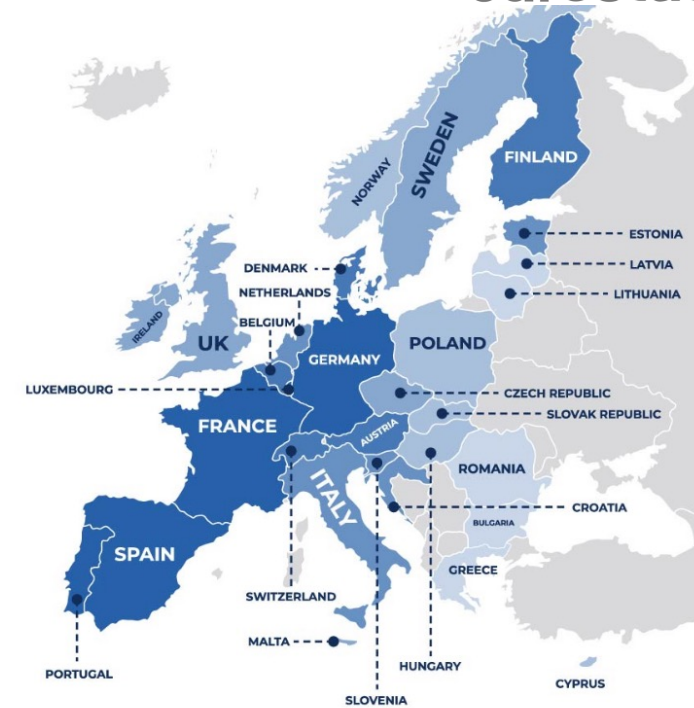 FINLAND
SWEDEN
NORWAY
ESTONIA
LATVIA
LITHUANIA
DENMARK
NETHERLANDS
BELGIUM
IRELAND
UK
LUXEMBOURG
GERMANY
POLAND
CZECH REPUBLIC
SLOVAK REPUBLIC
FRANCE
AUSTRIA
ITALY
ROMANIA
CROATIA
BULGARIA
SPAIN
GREECE
SWITZERLAND
MALTA
HUNGARY
PORTUGAL
CYPRUS
SLOVENIA